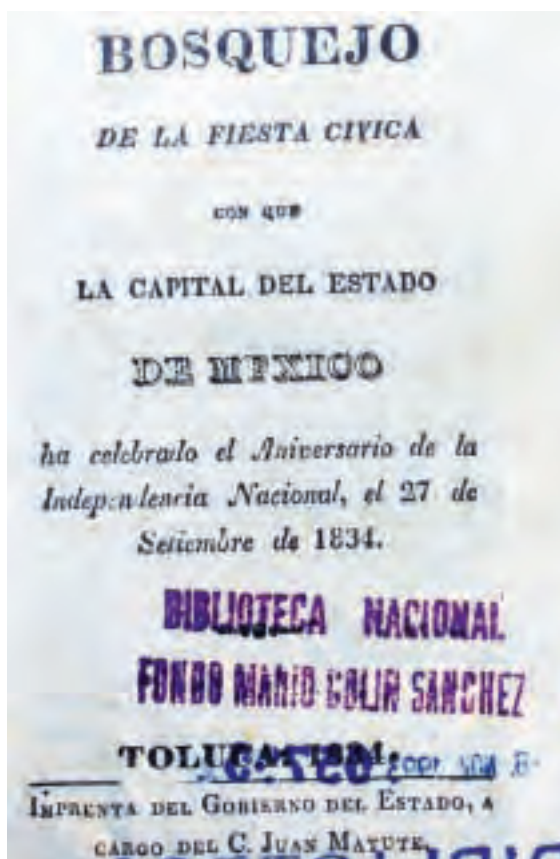 BOSQUEJO
DE LA FIESTA CIVICA
CON QUE
LA CAPITAL DEL ESTADO
DE MEXICO
ha celebrado el Aniversario de la
Independencia Nacional, el 27 de
Setiembre de 1834.
BIBLIOTECA NACIONAL
FONDO MARIO COLIN SANCHEZ
TOLUCA: 1834.
IMPRENTA DEL GOBIERNO DEL ESTADO, A
CARGO DEL C. JUAN MATUTE.